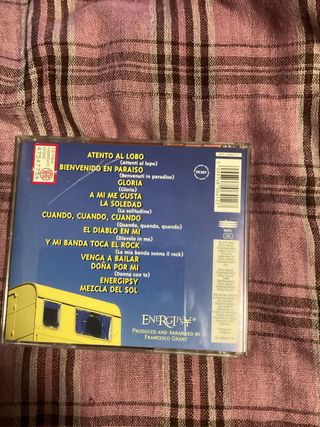 ATENTO AL LOBO
(Attenti al lupo)
BIENVENIDO EN PARAISO
(Benvenuti in paradiso)
GLORIA
(Gloria)
A MI ME GUSTA
LA SOLEDAD
(La solitudine)
CUANDO, CUANDO, CUANDO
(Quando, quando, quando)
EL DIABLO EN MI
(Diavolo in me)
Y MI BANDA TOCA EL ROCK
(La mia banda suona il rock)
VENGA A BAILAR
DOÑA POR MI
(Donna con te)
ENERGIPSY
MEZCLA DEL SOL
ENERGIPSY
PRODUCED AND ARRANGED BY
FRANCESCO GRANT
TICKET
epic